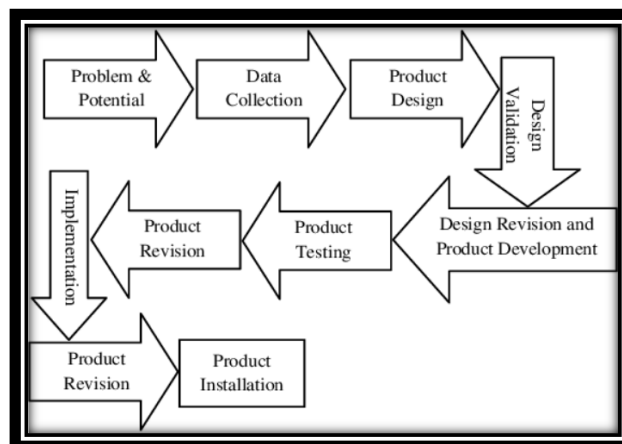 Problem &
Potential
Data
Collection
Product
Design
Design
Validation
Design Revision and
Product Development
Product
Testing
Product
Revision
Implementation
Product
Revision
Product
Installation